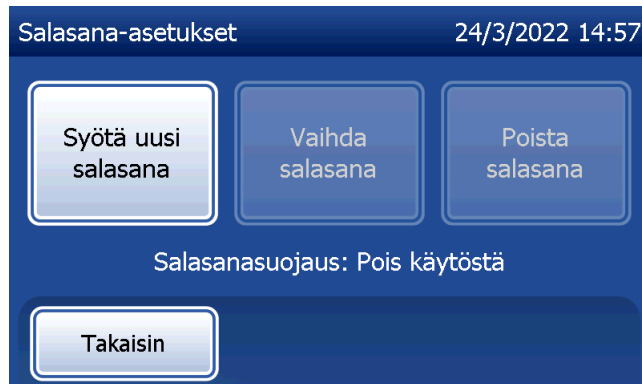 Salasana-asetukset 24/3/2022 14:57
Syötä uusi
salasana
Vaihda
salasana
Poista
salasana
Salasanasuojaus: Pois käytöstä
Takaisin